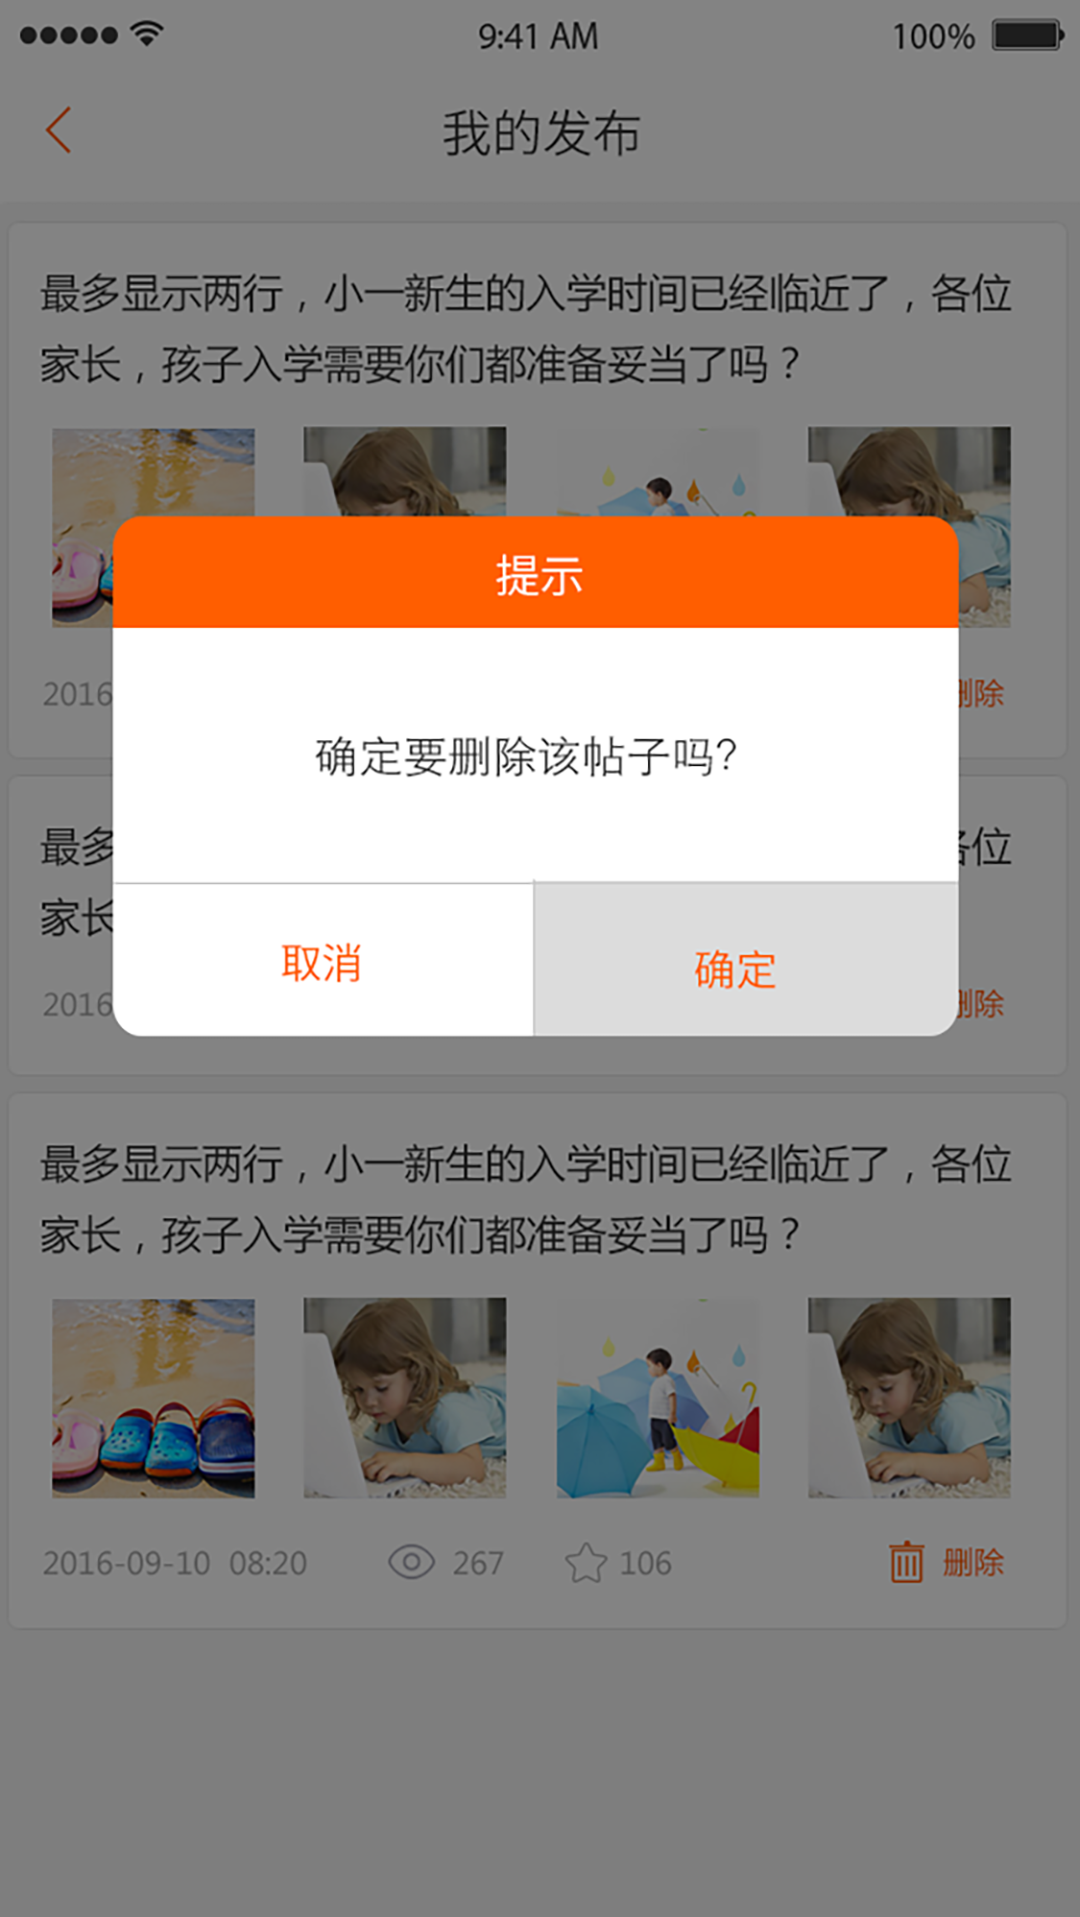 9:41 AM 100%
我的发布
最多显示两行，小一新生的入学时间已经临近了，各位
家长，孩子入学需要你们都准备妥当了吗？
提示
2016
删除
确定要删除该帖子吗?
最多
各位
家长
取消
确定
2016
删除
最多显示两行，小一新生的入学时间已经临近了，各位
家长，孩子入学需要你们都准备妥当了吗？
2016-09-10 08:20 267 106 删除